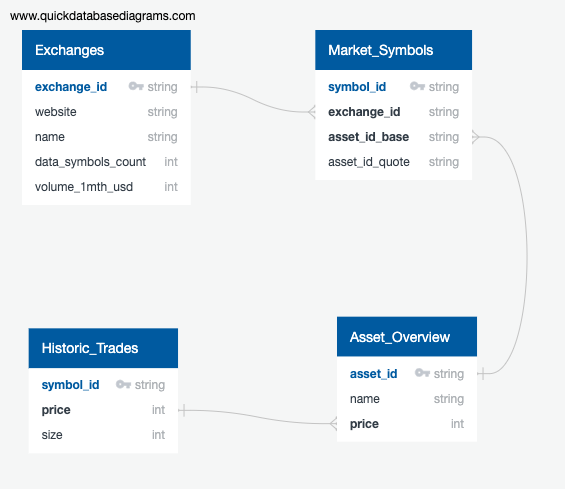 www.quickdatabasediagrams.com
Exchanges
exchange_id string
website string
name string
data_symbols_count int
volume_1mth_usd int
Market_Symbols
symbol_id string
exchange_id string
asset_id_base string
asset_id_quote string
Historic_Trades
symbol_id string
price int
size int
Asset_Overview
asset_id string
name string
price int